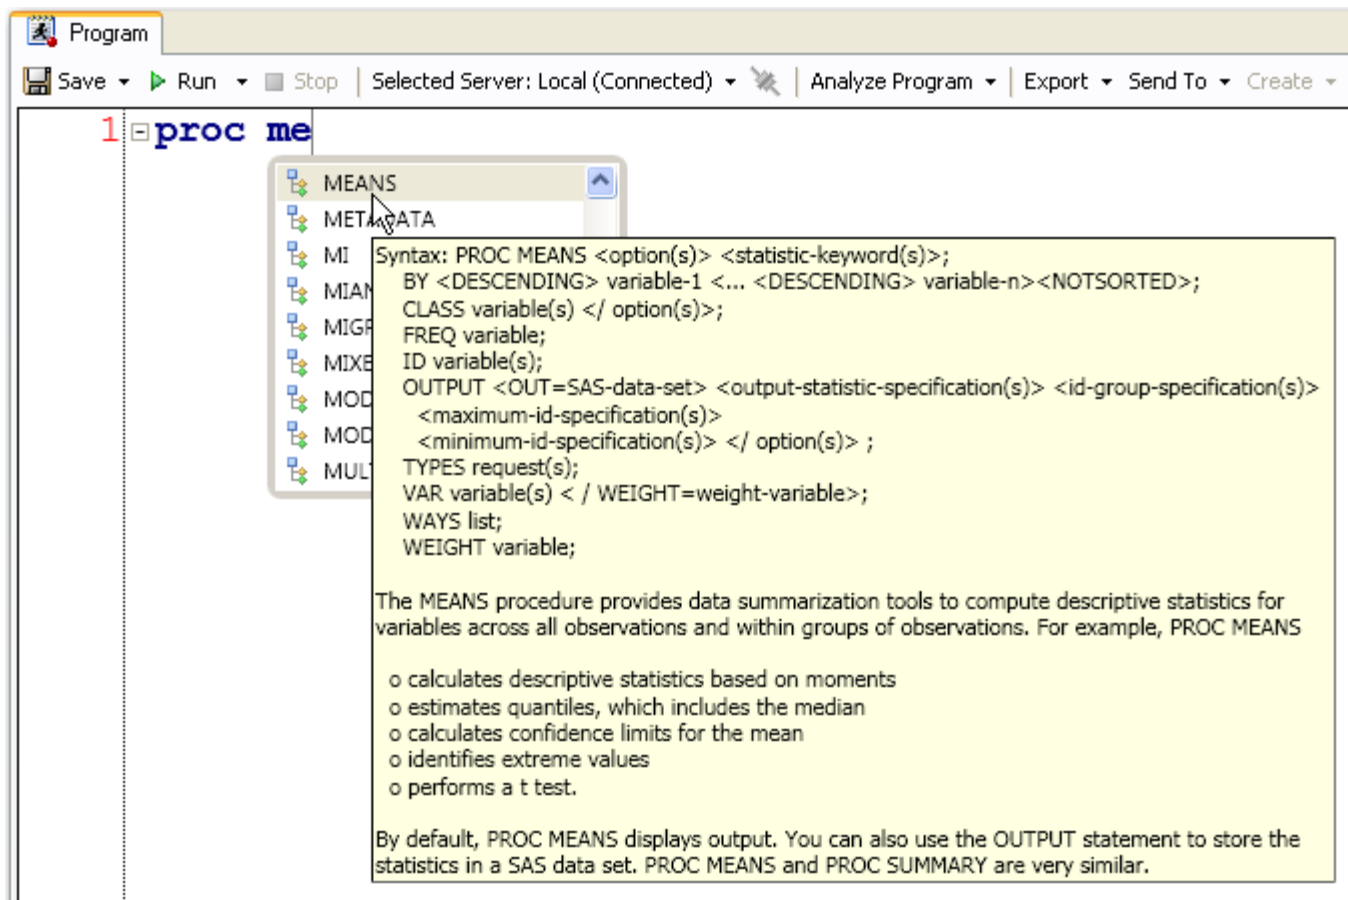 Program
Save Run Stop Selected Server: Local (Connected) Analyze Program Export Send To Create
1 proc me
MEANS
METADATA
MI
Syntax: PROC MEANS <option(s)> <statistic-keyword(s)>;
BY <DESCENDING> variable-1 <... <DESCENDING> variable-n><NOTSORTED>;
CLASS variable(s) </ option(s)>;
FREQ variable;
ID variable(s);
OUTPUT <OUT=SAS-data-set> <output-statistic-specification(s)> <id-group-specification(s)>
<maximum-id-specification(s)>
<minimum-id-specification(s)> </ option(s)> ;
TYPES request(s);
VAR variable(s) < / WEIGHT=weight-variable>;
WAYS list;
WEIGHT variable;
The MEANS procedure provides data summarization tools to compute descriptive statistics for
variables across all observations and within groups of observations. For example, PROC MEANS
o calculates descriptive statistics based on moments
o estimates quantiles, which includes the median
o calculates confidence limits for the mean
o identifies extreme values
o performs a t test.
By default, PROC MEANS displays output. You can also use the OUTPUT statement to store the
statistics in a SAS data set. PROC MEANS and PROC SUMMARY are very similar.